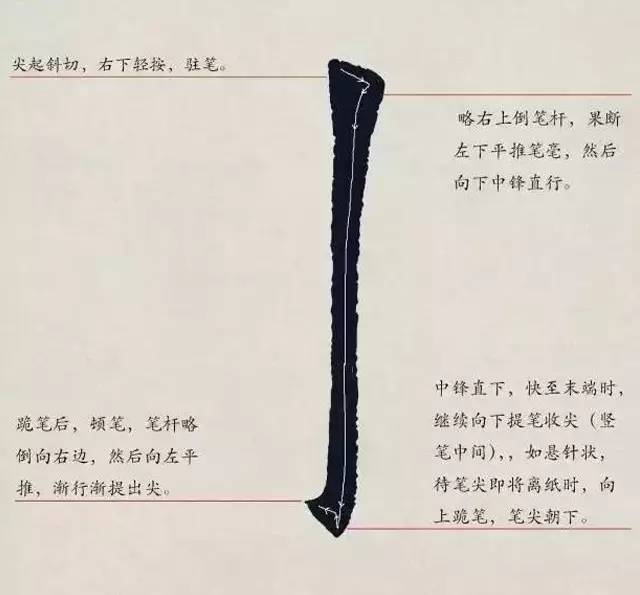 尖起斜切，右下轻按，驻笔。
略右上倒笔杆，果断
左下平推笔毫，然后
向下中锋直行。
中锋直下，快至末端时，
继续向下提笔收尖（竖
笔中间），，如悬针状，
待笔尖即将离纸时，向
上跪笔，笔尖朝下。
跪笔后，顿笔，笔杆略
倒向右边，然后向左平
推，渐行渐提出尖。